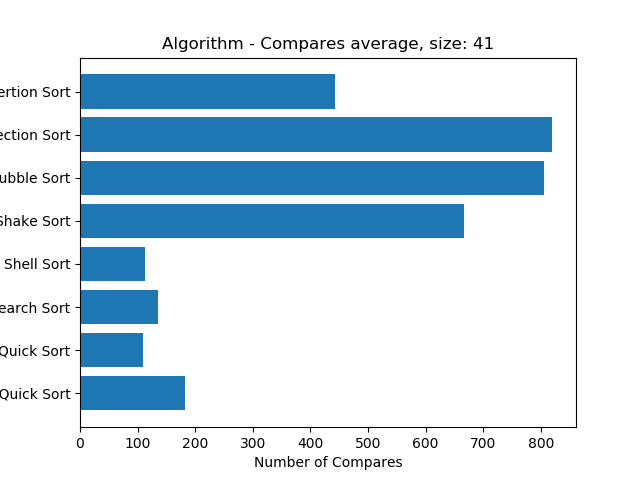 Algorithm - Compares average, size: 41
ertion Sort
ection Sort
ubble Sort
Shake Sort
Shell Sort
earch Sort
Quick Sort
Quick Sort
0 100 200 300 400 500 600 700 800
Number of Compares